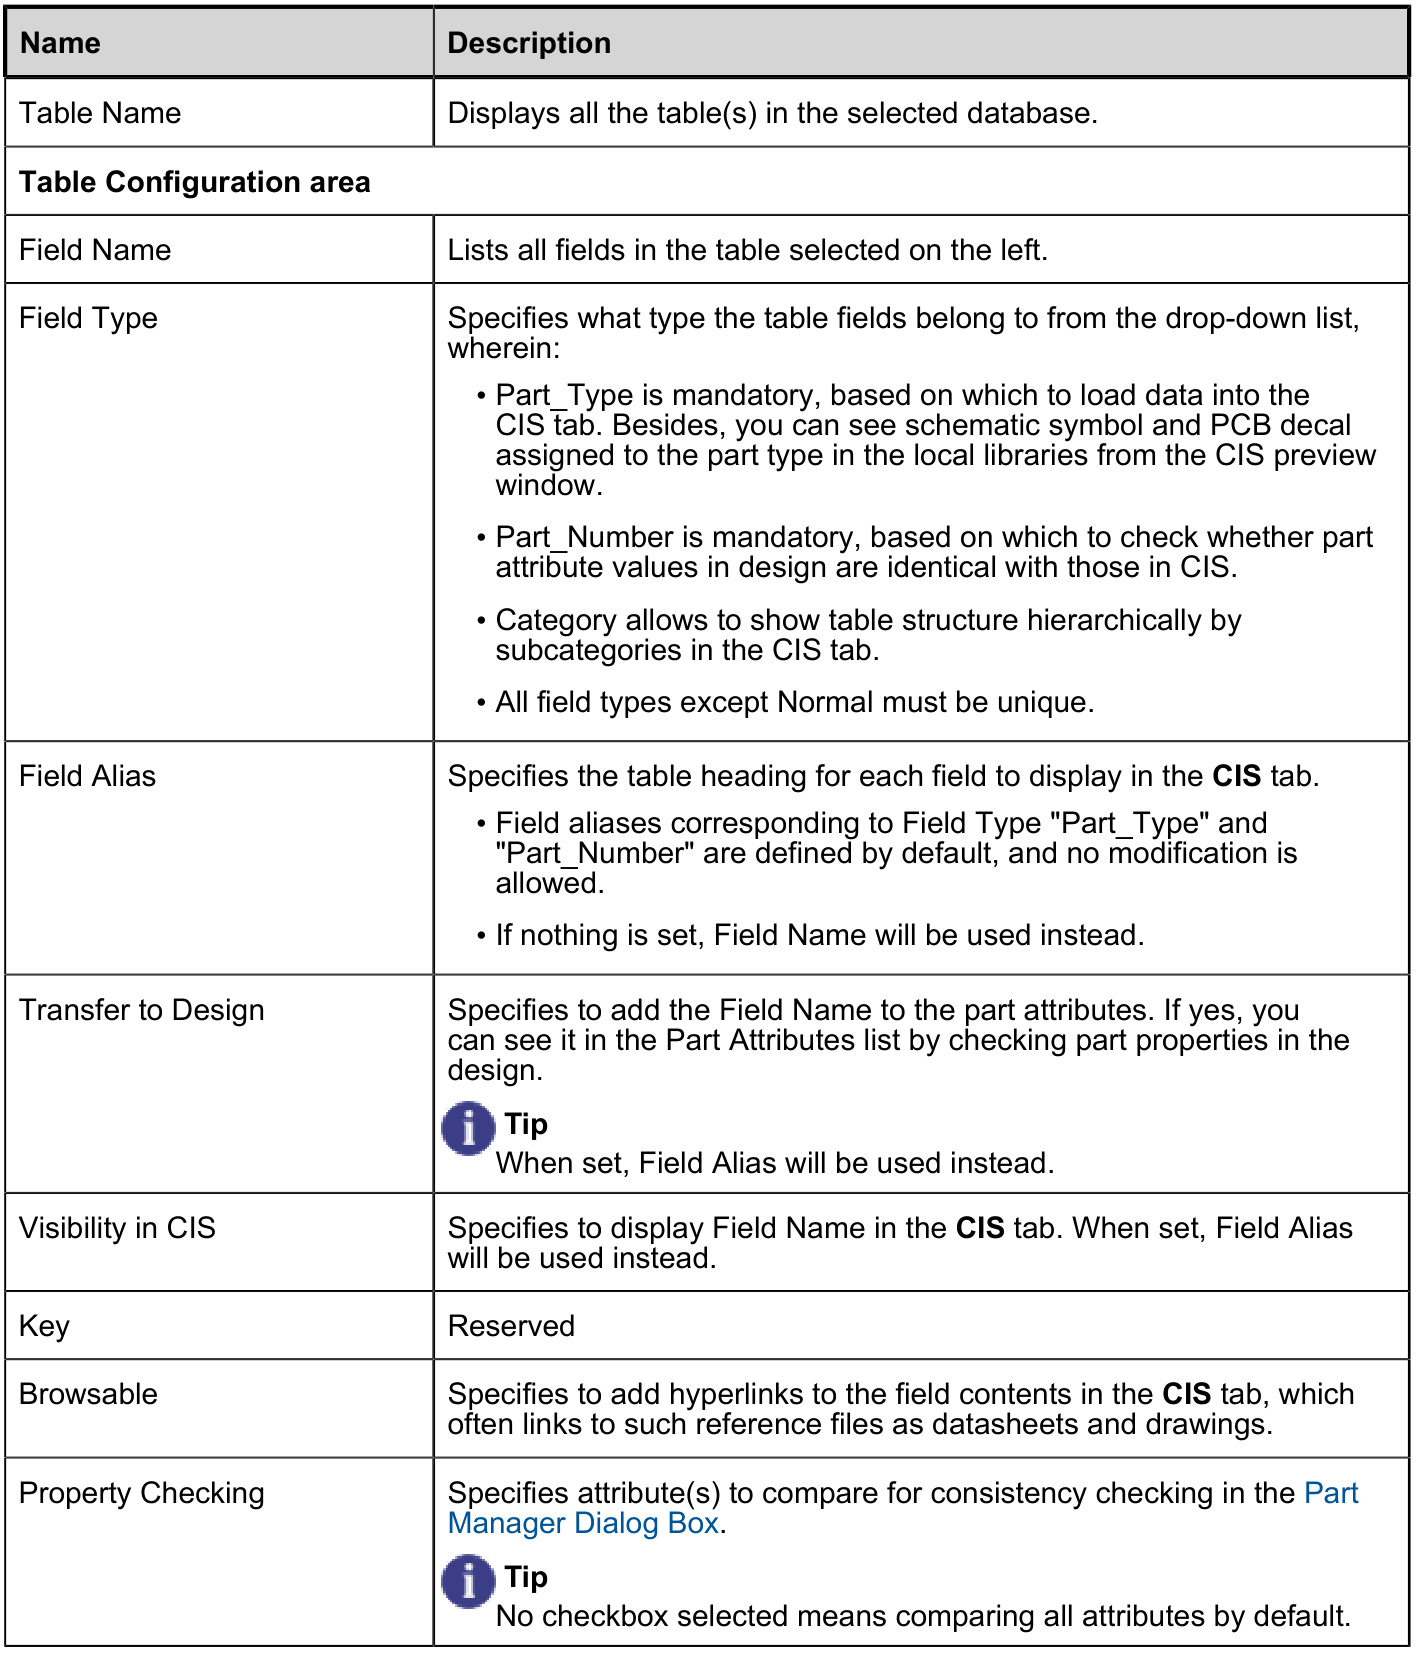 Name
Description
Table Name
Displays all the table(s) in the selected database.
Table Configuration area
Field Name
Lists all fields in the table selected on the left.
Field Type
Specifies what type the table fields belong to from the drop-down list,
wherein:
• Part_Type is mandatory, based on which to load data into the
CIS tab. Besides, you can see schematic symbol and PCB decal
assigned to the part type in the local libraries from the CIS preview
window.
• Part_Number is mandatory, based on which to check whether part
attribute values in design are identical with those in CIS.
• Category allows to show table structure hierarchically by
subcategories in the CIS tab.
• All field types except Normal must be unique.
Field Alias
Specifies the table heading for each field to display in the CIS tab.
• Field aliases corresponding to Field Type "Part_Type" and
"Part_Number" are defined by default, and no modification is
allowed.
• If nothing is set, Field Name will be used instead.
Transfer to Design
Specifies to add the Field Name to the part attributes. If yes, you
can see it in the Part Attributes list by checking part properties in the
design.
i Tip
When set, Field Alias will be used instead.
Visibility in CIS
Specifies to display Field Name in the CIS tab. When set, Field Alias
will be used instead.
Key
Reserved
Browsable
Specifies to add hyperlinks to the field contents in the CIS tab, which
often links to such reference files as datasheets and drawings.
Property Checking
Specifies attribute(s) to compare for consistency checking in the Part
Manager Dialog Box.
i Tip
No checkbox selected means comparing all attributes by default.